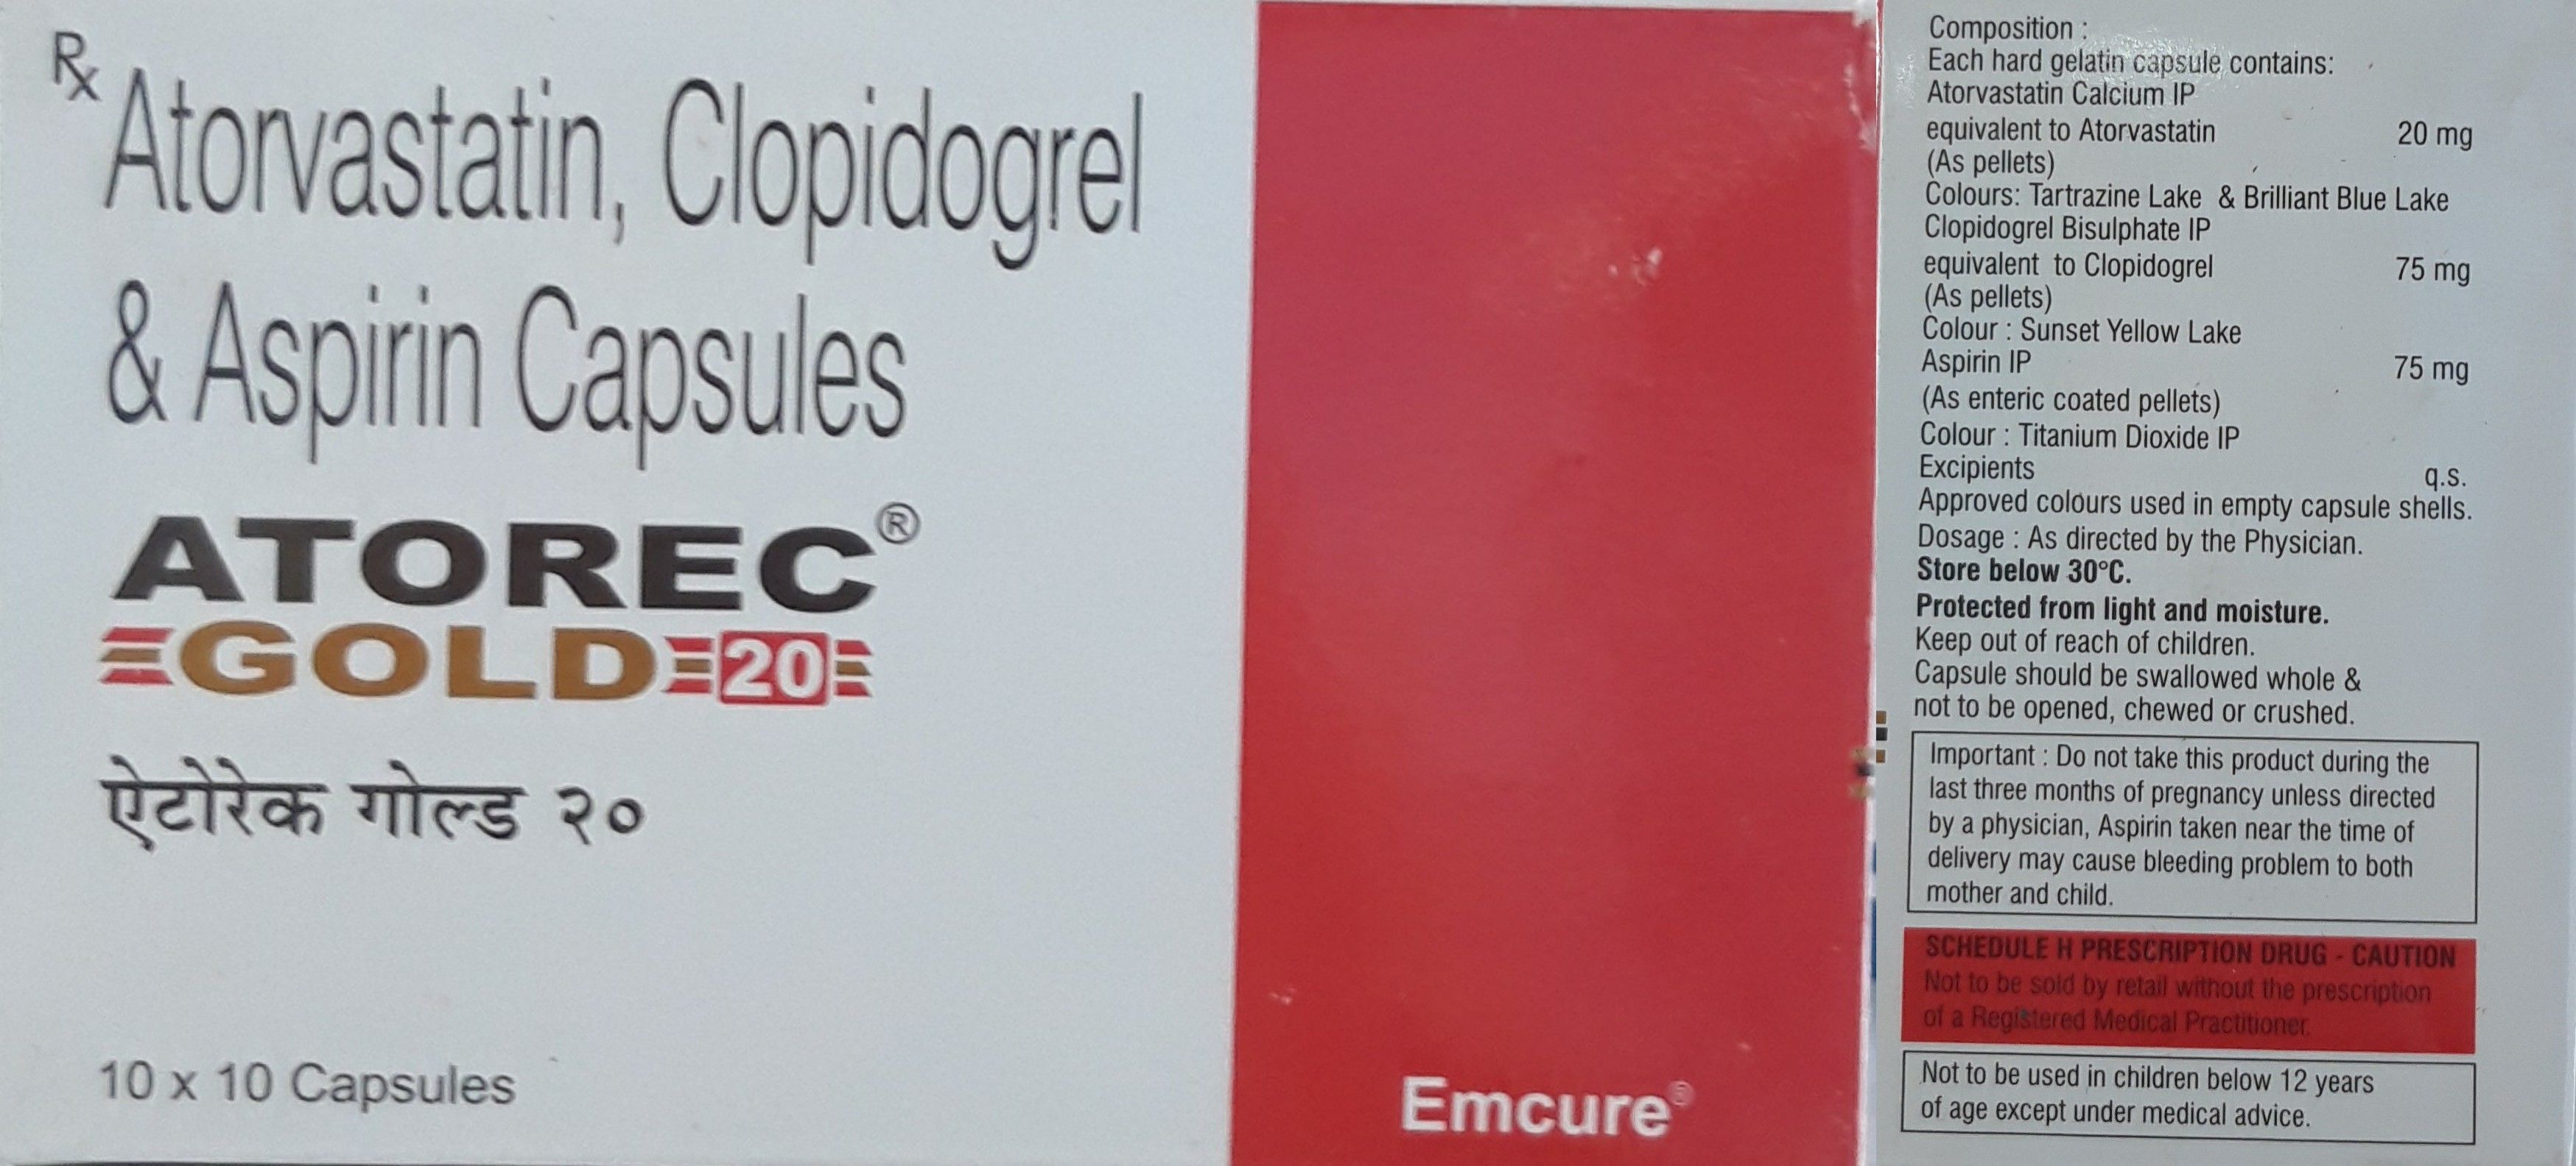 Rx Atorvastatin, Clopidogrel
& Aspirin Capsules
ATOREC®
GOLD 20
ऐटोरेक गोल्ड २०
10 x 10 Capsules
Emcure®
Composition :
Each hard gelatin capsule contains:
Atorvastatin Calcium IP
equivalent to Atorvastatin 20 mg
(As pellets)
Colours: Tartrazine Lake & Brilliant Blue Lake
Clopidogrel Bisulphate IP
equivalent to Clopidogrel 75 mg
(As pellets)
Colour : Sunset Yellow Lake
Aspirin IP 75 mg
(As enteric coated pellets)
Colour : Titanium Dioxide IP
Excipients q.s.
Approved colours used in empty capsule shells.
Dosage : As directed by the Physician.
Store below 30°C.
Protected from light and moisture.
Keep out of reach of children.
Capsule should be swallowed whole &
not to be opened, chewed or crushed.
Important : Do not take this product during the
last three months of pregnancy unless directed
by a physician, Aspirin taken near the time of
delivery may cause bleeding problem to both
mother and child.
SCHEDULE H PRESCRIPTION DRUG - CAUTION
Not to be sold by retail without the prescription
of a Registered Medical Practitioner.
Not to be used in children below 12 years
of age except under medical advice.